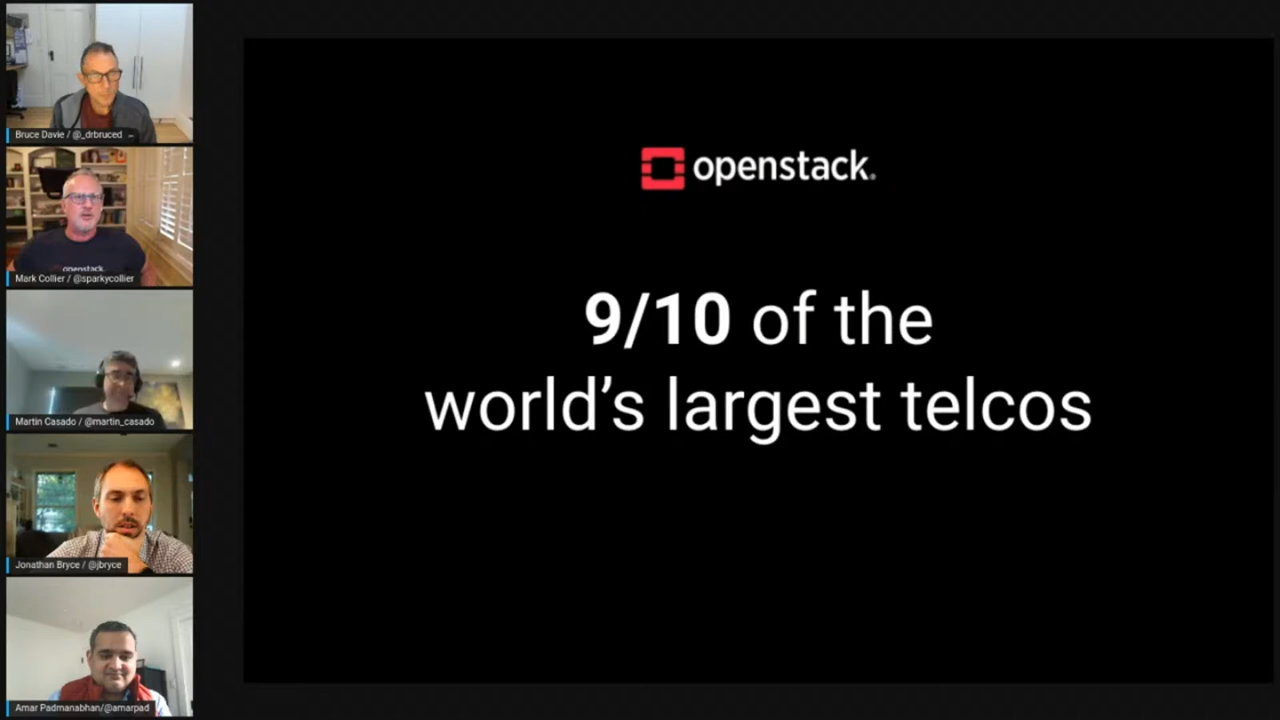 Bruce Davie / @_drbruced
openstack.
Mark Collier / @sparkycollier
Martin Casado / @martin_casado
Jonathan Bryce / @jbryce
Amar Padmanabhan/@amarpad
openstack.
9/10 of the
world's largest telcos